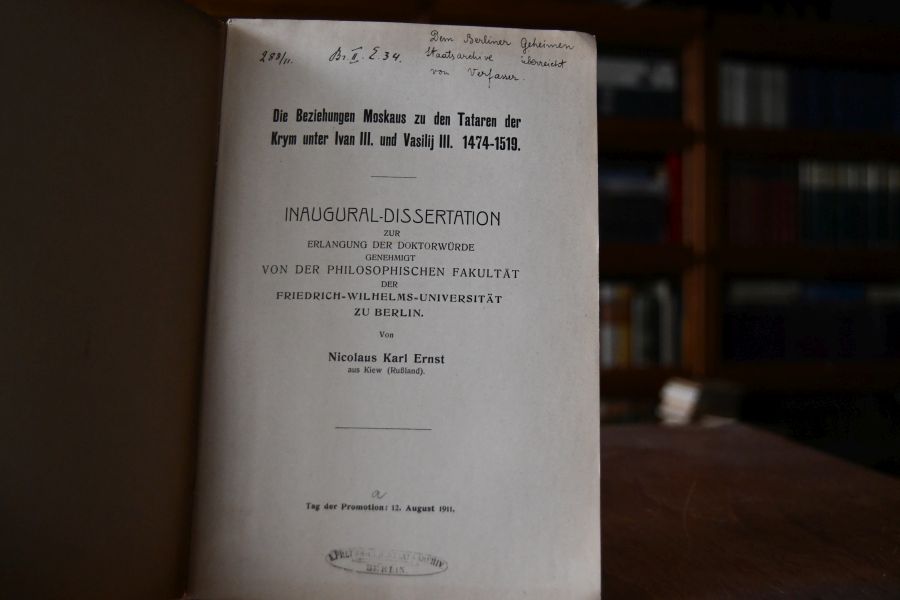 Dem Berliner Geheimen
Staatsarchive überreicht
vom Verfasser.
288/11. Br. II. E. 34.
Die Beziehungen Moskaus zu den Tataren der
Krym unter Ivan III. und Vasilij III. 1474-1519.
INAUGURAL-DISSERTATION
ZUR
ERLANGUNG DER DOKTORWÜRDE
GENEHMIGT
VON DER PHILOSOPHISCHEN FAKULTÄT
DER
FRIEDRICH-WILHELMS-UNIVERSITÄT
ZU BERLIN.
Von
Nicolaus Karl Ernst
aus Kiew (Rußland).
a
Tag der Promotion: 12. August 1911.
BERLIN.